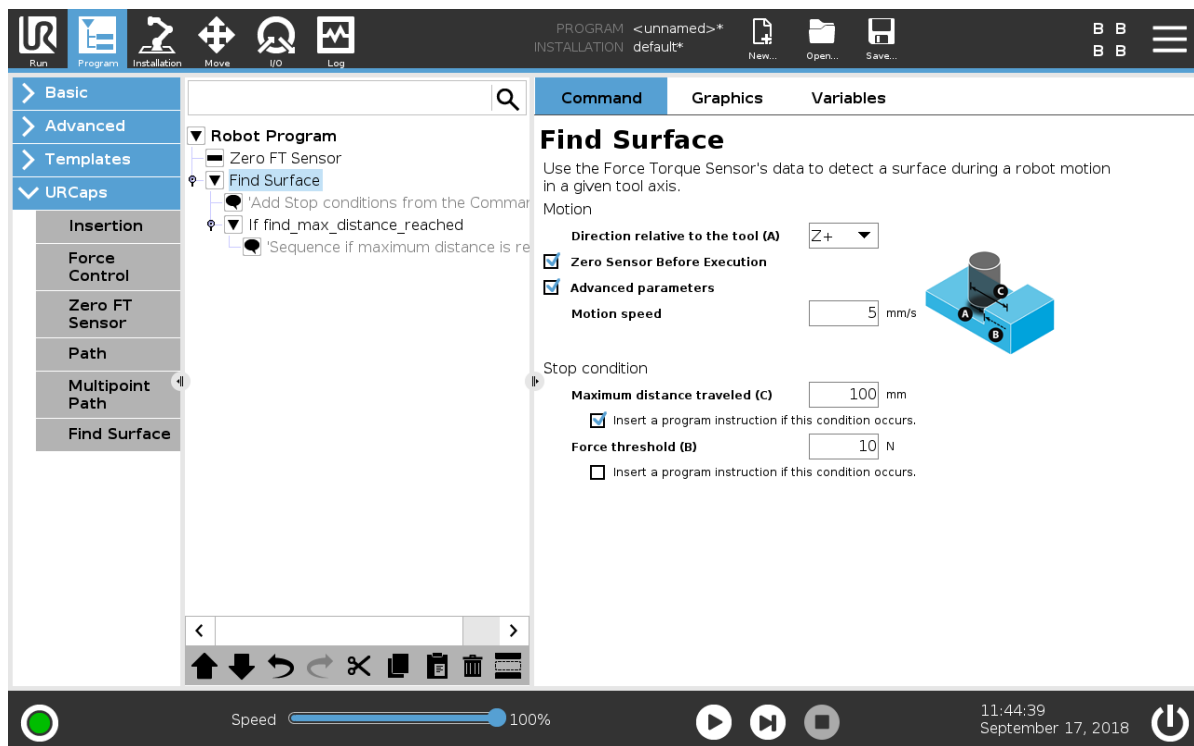 PROGRAM <unnamed>*
INSTALLATION default*
UR
Run
Program
Installation
Move
I/O
Log
New...
Open...
Save...
B B
B B
Basic
Advanced
Templates
URCaps
Insertion
Force
Control
Zero FT
Sensor
Path
Multipoint
Path
Find Surface
Robot Program
Zero FT Sensor
Find Surface
'Add Stop conditions from the Commar
If find_max_distance_reached
'Sequence if maximum distance is re
Command
Graphics
Variables
Find Surface
Use the Force Torque Sensor's data to detect a surface during a robot motion
in a given tool axis.
Motion
Direction relative to the tool (A) Z+
Zero Sensor Before Execution
Advanced parameters
Motion speed 5 mm/s
C
A
B
Stop condition
Maximum distance traveled (C) 100 mm
Insert a program instruction if this condition occurs.
Force threshold (B) 10 N
Insert a program instruction if this condition occurs.
Speed 100%
11:44:39
September 17, 2018